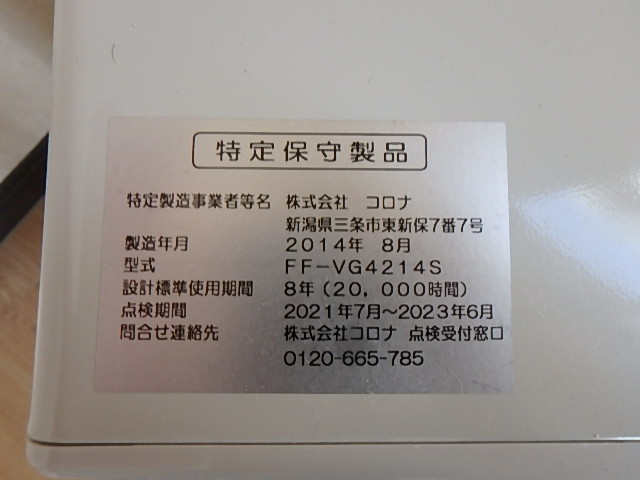 特定保守製品
特定製造事業者等名 株式会社 コロナ
新潟県三条市東新保7番7号
製造年月 2014年 8月
型式 FF-VG4214S
設計標準使用期間 8年(20,000時間)
点検期間 2021年7月～2023年6月
問合せ連絡先 株式会社コロナ 点検受付窓口
0120-665-785